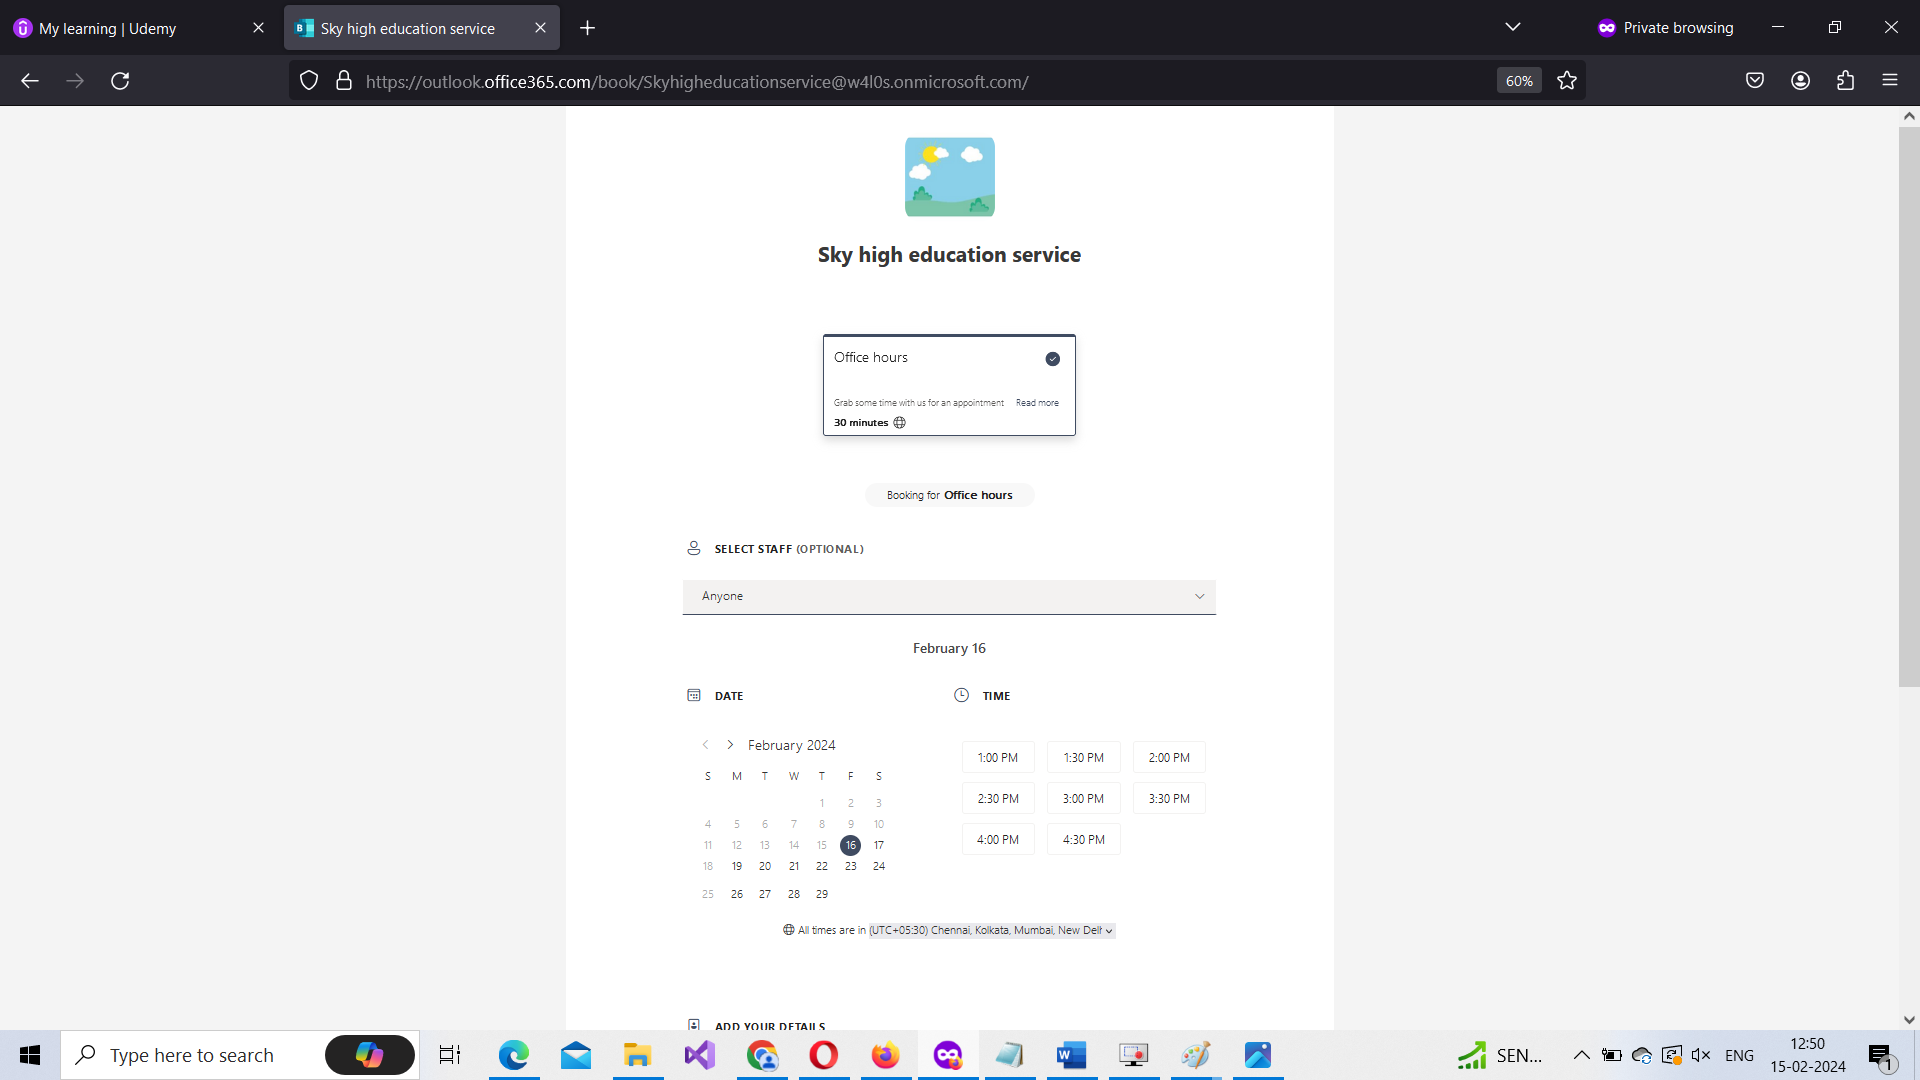 My learning | Udemy
Sky high education service
Private browsing
https://outlook.office365.com/book/Skyhigheducationservice@w4l0s.onmicrosoft.com/
60%
Sky high education service
Office hours
Grab some time with us for an appointment Read more
30 minutes
Booking for Office hours
SELECT STAFF (OPTIONAL)
Anyone
February 16
DATE
TIME
February 2024
S M T W T F S
1 2 3
4 5 6 7 8 9 10
11 12 13 14 15 16 17
18 19 20 21 22 23 24
25 26 27 28 29
1:00 PM 1:30 PM 2:00 PM
2:30 PM 3:00 PM 3:30 PM
4:00 PM 4:30 PM
All times are in (UTC+05:30) Chennai, Kolkata, Mumbai, New Delh
ADD YOUR DETAILS
Type here to search
SEN...
ENG
12:50
15-02-2024
1